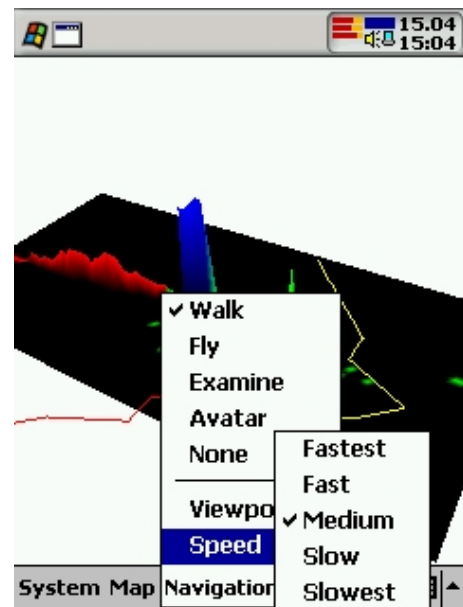 15.04
15:04
Walk
Fly
Examine
Avatar
None
Viewpo
Speed
Fastest
Fast
Medium
Slow
Slowest
System Map Navigation